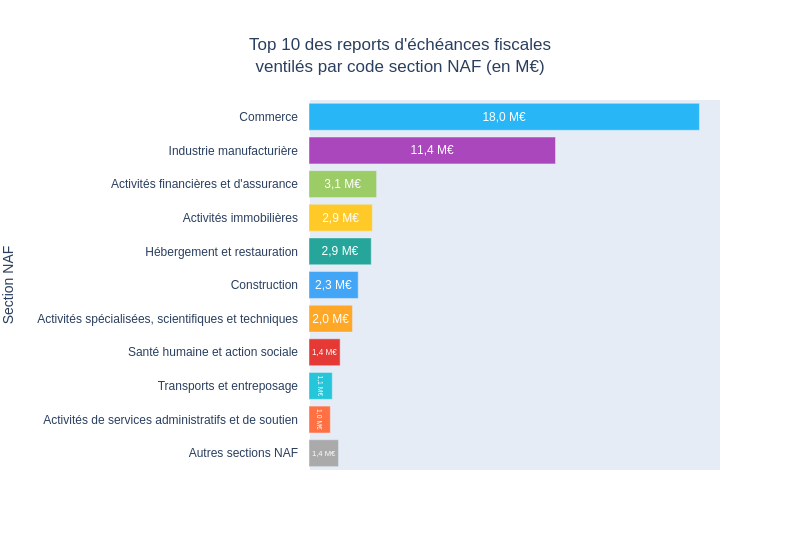 Top 10 des reports d'échéances fiscales
ventilés par code section NAF (en M€)
Section NAF
Commerce 18,0 M€
Industrie manufacturière 11,4 M€
Activités financières et d'assurance 3,1 M€
Activités immobilières 2,9 M€
Hébergement et restauration 2,9 M€
Construction 2,3 M€
Activités spécialisées, scientifiques et techniques 2,0 M€
Santé humaine et action sociale 1,4 M€
Transports et entreposage 1,1 M€
Activités de services administratifs et de soutien 1,0 M€
Autres sections NAF 1,4 M€